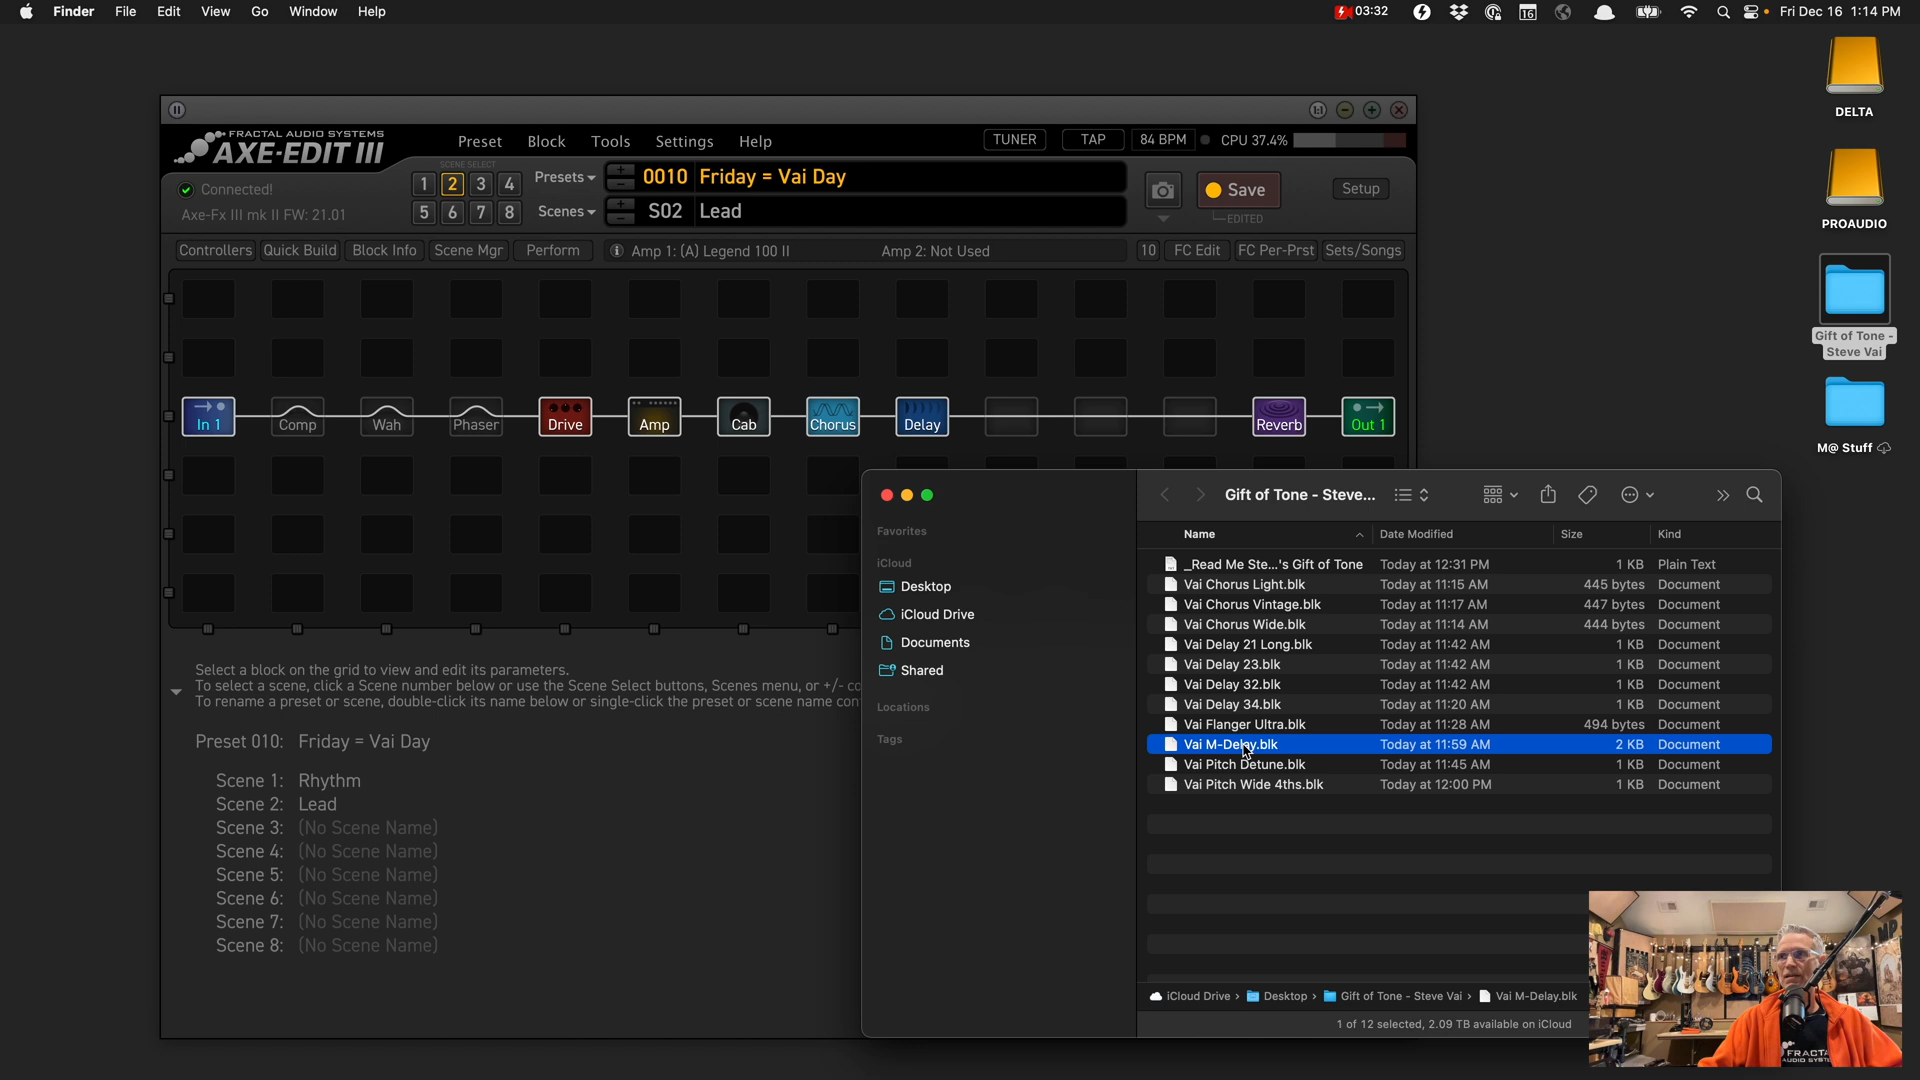 Finder File Edit View Go Window Help
03:32
16
Fri Dec 16 1:14 PM
DELTA
PROAUDIO
Gift of Tone -
Steve Vai
M@ Stuff
FRACTAL AUDIO SYSTEMS
AXE-EDIT III
Preset Block Tools Settings Help
TUNER TAP 84 BPM CPU 37.4%
SCENE SELECT
Connected!
Axe-Fx III mk II FW: 21.01
1 2 3 4
5 6 7 8
Presets 0010 Friday = Vai Day
Scenes S02 Lead
Save
EDITED
Setup
Controllers Quick Build Block Info Scene Mgr Perform
Amp 1: (A) Legend 100 II Amp 2: Not Used
10 FC Edit FC Per-Prst Sets/Songs
In 1 Comp Wah Phaser Drive Amp Cab Chorus Delay Reverb Out 1
Select a block on the grid to view and edit its parameters.
To select a scene, click a Scene number below or use the Scene Select buttons, Scenes menu, or +/- co
To rename a preset or scene, double-click its name below or single-click the preset or scene name con
Preset 010: Friday = Vai Day
Scene 1: Rhythm
Scene 2: Lead
Scene 3: (No Scene Name)
Scene 4: (No Scene Name)
Scene 5: (No Scene Name)
Scene 6: (No Scene Name)
Scene 7: (No Scene Name)
Scene 8: (No Scene Name)
Favorites
iCloud
Desktop
iCloud Drive
Documents
Shared
Locations
Tags
Gift of Tone - Steve...
Name Date Modified Size Kind
_Read Me Ste...'s Gift of Tone Today at 12:31 PM 1 KB Plain Text
Vai Chorus Light.blk Today at 11:15 AM 445 bytes Document
Vai Chorus Vintage.blk Today at 11:17 AM 447 bytes Document
Vai Chorus Wide.blk Today at 11:14 AM 444 bytes Document
Vai Delay 21 Long.blk Today at 11:42 AM 1 KB Document
Vai Delay 23.blk Today at 11:42 AM 1 KB Document
Vai Delay 32.blk Today at 11:42 AM 1 KB Document
Vai Delay 34.blk Today at 11:20 AM 1 KB Document
Vai Flanger Ultra.blk Today at 11:28 AM 494 bytes Document
Vai M-Delay.blk Today at 11:59 AM 2 KB Document
Vai Pitch Detune.blk Today at 11:45 AM 1 KB Document
Vai Pitch Wide 4ths.blk Today at 12:00 PM 1 KB Document
iCloud Drive › Desktop › Gift of Tone - Steve Vai › Vai M-Delay.blk
1 of 12 selected, 2.09 TB available on iCloud